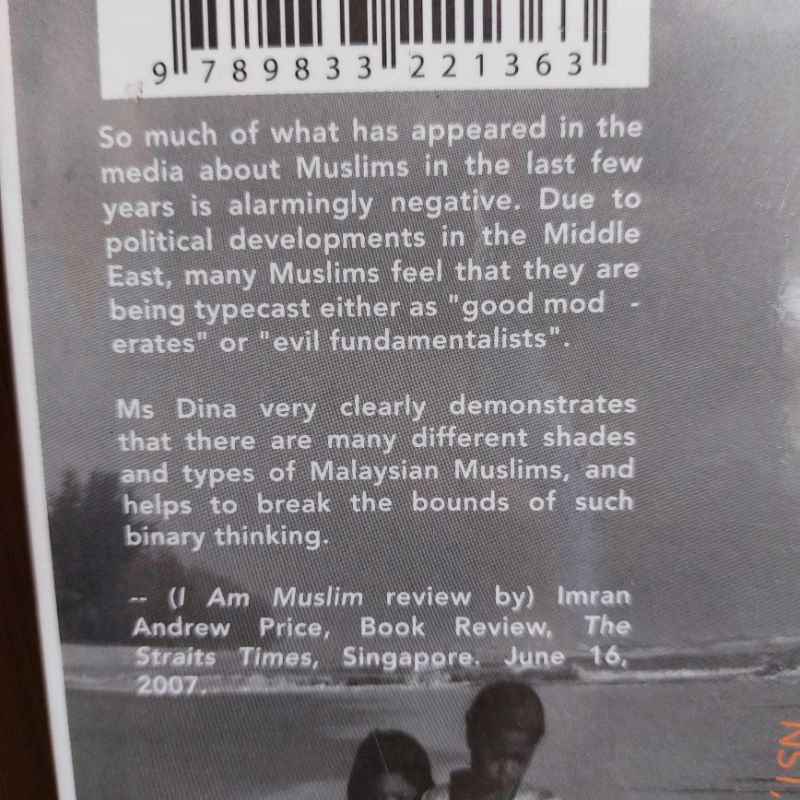 9 789833 221363
So much of what has appeared in the
media about Muslims in the last few
years is alarmingly negative. Due to
political developments in the Middle
East, many Muslims feel that they are
being typecast either as "good mod -
erates" or "evil fundamentalists".
Ms Dina very clearly demonstrates
that there are many different shades
and types of Malaysian Muslims, and
helps to break the bounds of such
binary thinking.
-- (I Am Muslim review by) Imran
Andrew Price, Book Review, The
Straits Times, Singapore. June 16,
2007.